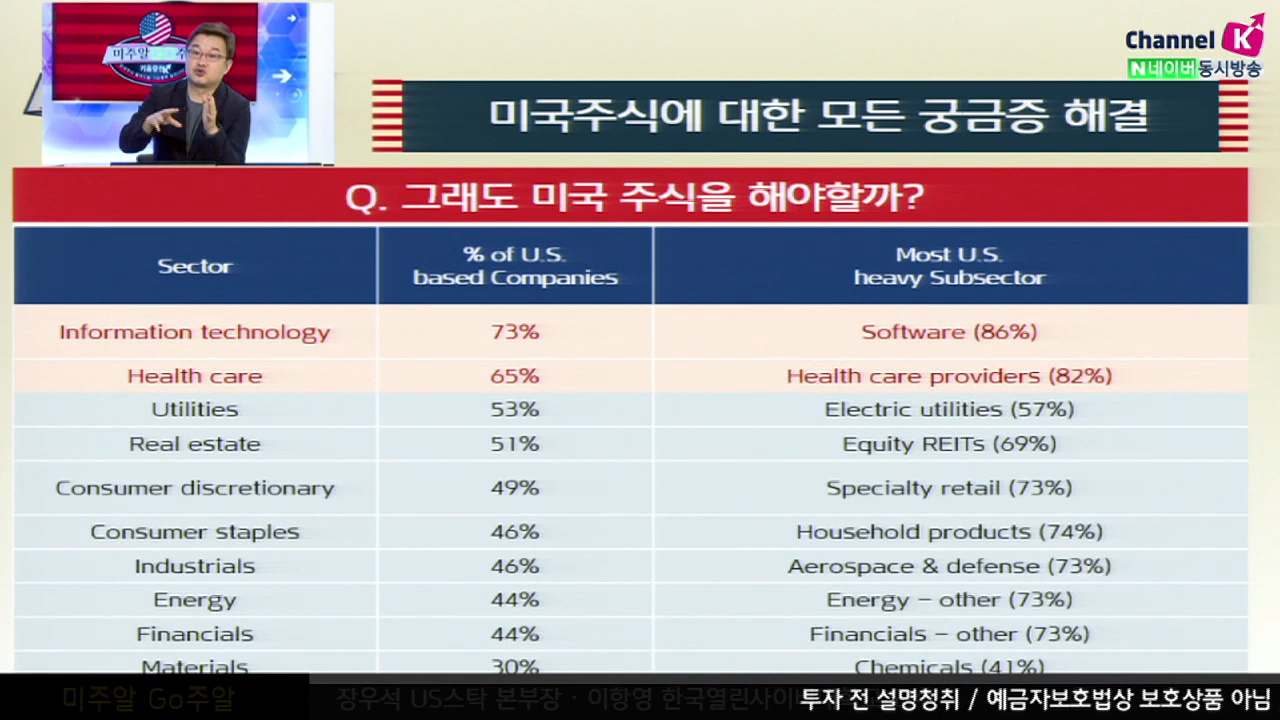 미주알
Channel K
N네이버 동시방송
미국주식에 대한 모든 궁금증 해결
Q. 그래도 미국 주식을 해야할까?
Sector % of U.S. based Companies Most U.S. heavy Subsector
Information technology 73% Software (86%)
Health care 65% Health care providers (82%)
Utilities 53% Electric utilities (57%)
Real estate 51% Equity REITs (69%)
Consumer discretionary 49% Specialty retail (73%)
Consumer staples 46% Household products (74%)
Industrials 46% Aerospace & defense (73%)
Energy 44% Energy – other (73%)
Financials 44% Financials – other (73%)
Materials 30% Chemicals (41%)
미주알 Go주알 장우석 US스탁 본부장 · 이항영 한국열린사이 투자 전 설명청취 / 예금자보호법상 보호상품 아님